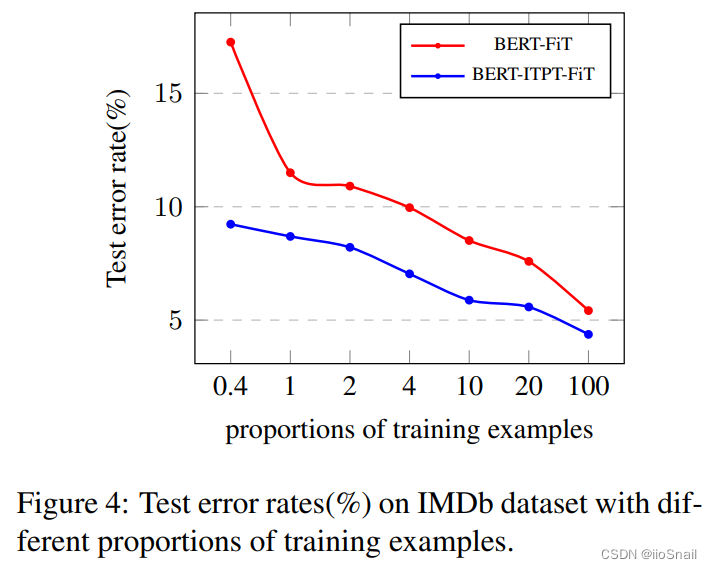 BERT-FiT
BERT-ITPT-FiT
Test error rate(%)
15
10
5
0.4 1 2 4 10 20 100
proportions of training examples
Figure 4: Test error rates(%) on IMDb dataset with dif-
ferent proportions of training examples.
CSDN @iioSnail